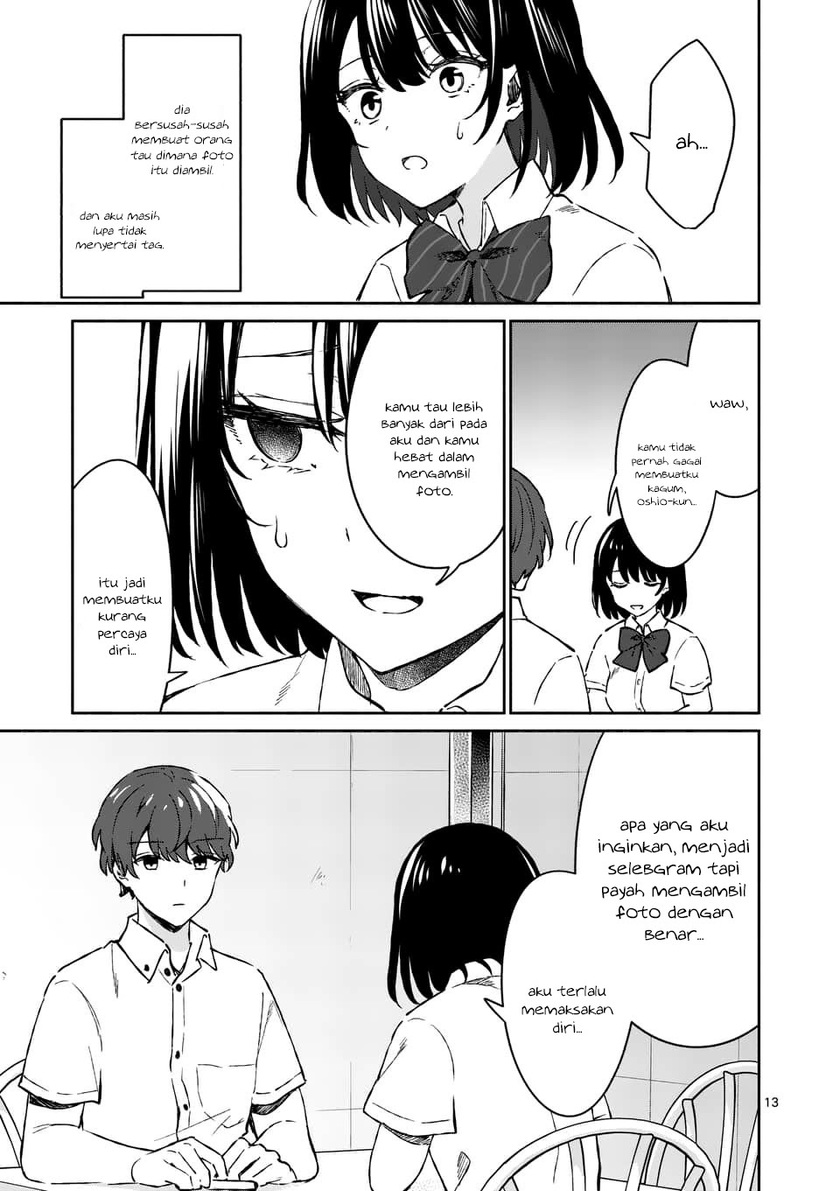 ah...
dia
bersusah-susah
membuat orang
tau dimana foto
itu diambil.
dan aku masih
lupa tidak
menyertai tag.
waw,
kamu tidak
pernah gagal
membuatku
kagum,
oshio-kun...
kamu tau lebih
banyak dari pada
aku dan kamu
hebat dalam
mengambil
foto.
itu jadi
membuatku
kurang
percaya
diri...
apa yang aku
inginkan, menjadi
selebgram tapi
payah mengambil
foto dengan
benar...
aku terlalu
memaksakan
diri...
13